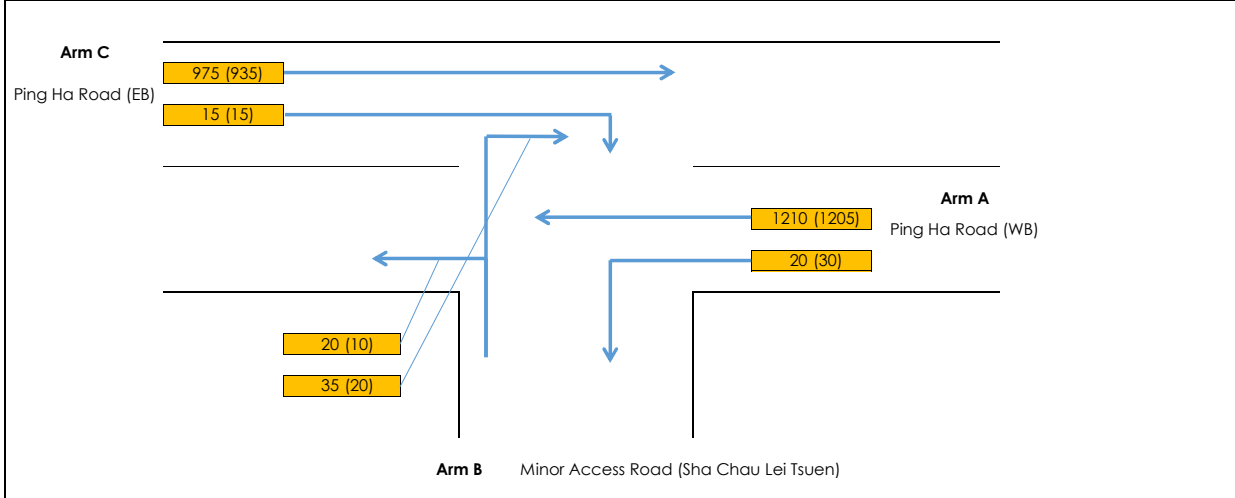 Arm C
975 (935)
Ping Ha Road (EB)
15 (15)
Arm A
1210 (1205)
Ping Ha Road (WB)
20 (30)
20 (10)
35 (20)
Arm B Minor Access Road (Sha Chau Lei Tsuen)